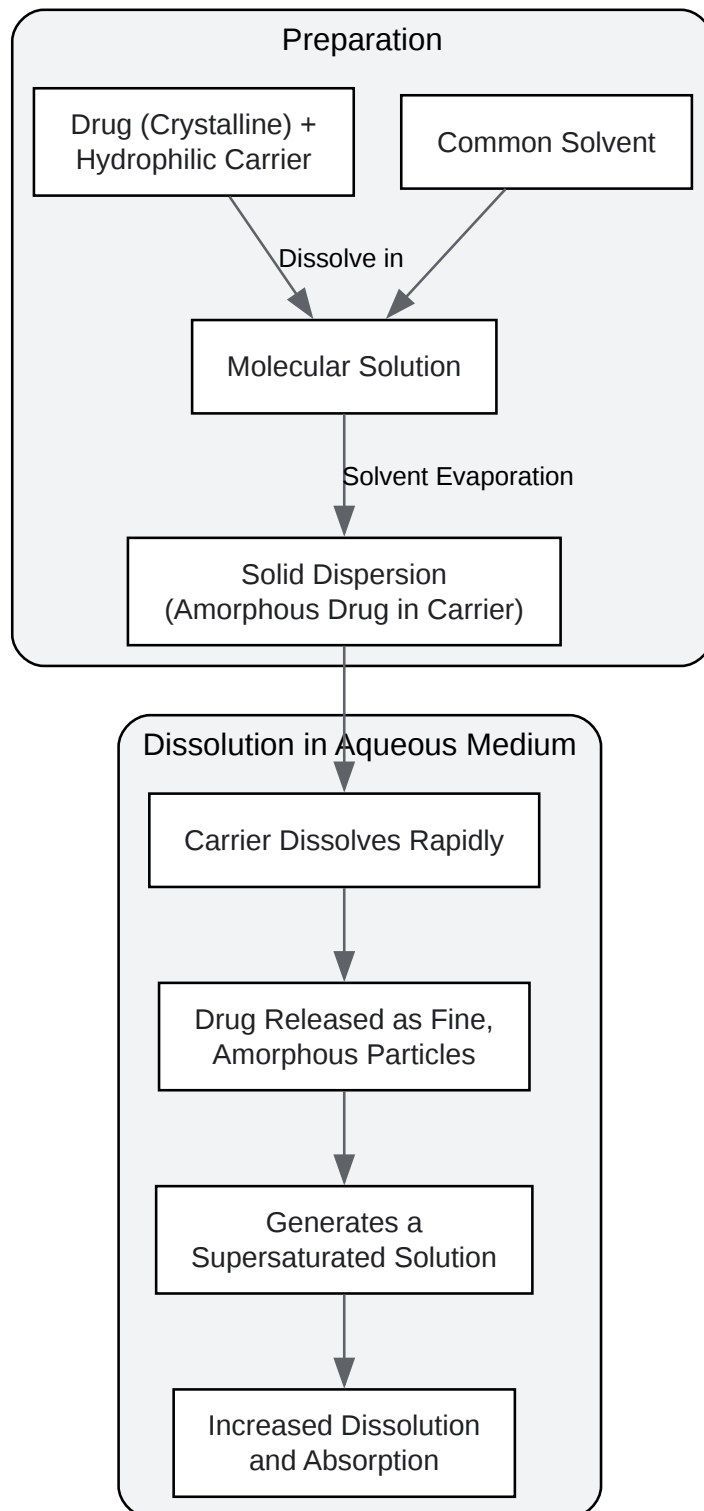 Preparation
Drug (Crystalline) +
Hydrophilic Carrier
Common Solvent
Dissolve in
Molecular Solution
Solvent Evaporation
Solid Dispersion
(Amorphous Drug in Carrier)
Dissolution in Aqueous Medium
Carrier Dissolves Rapidly
Drug Released as Fine,
Amorphous Particles
Generates a
Supersaturated Solution
Increased Dissolution
and Absorption